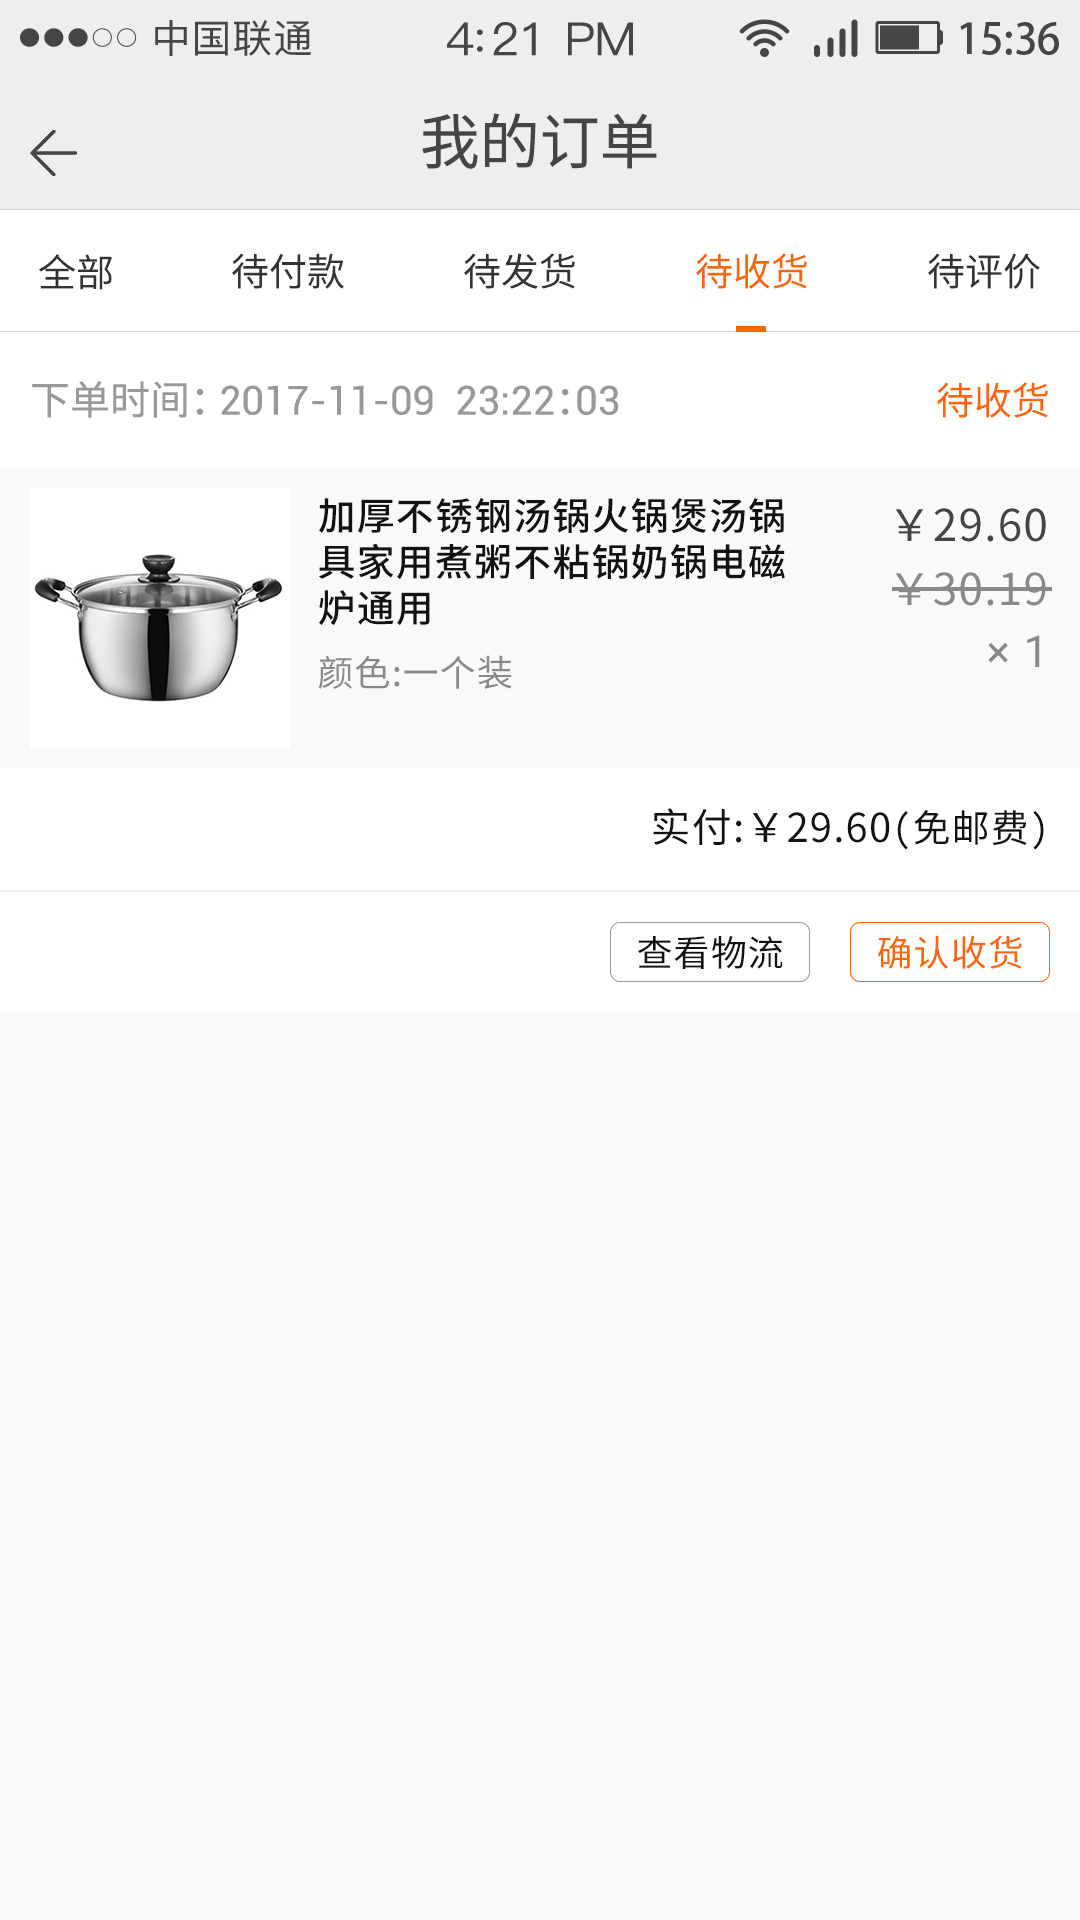 中国联通 4:21 PM 15:36
我的订单
全部 待付款 待发货 待收货 待评价
下单时间：2017-11-09 23:22：03 待收货
加厚不锈钢汤锅火锅煲汤锅 ￥29.60
具家用煮粥不粘锅奶锅电磁 ￥30.19
炉通用
× 1
颜色:一个装
实付:￥29.60(免邮费)
查看物流 确认收货